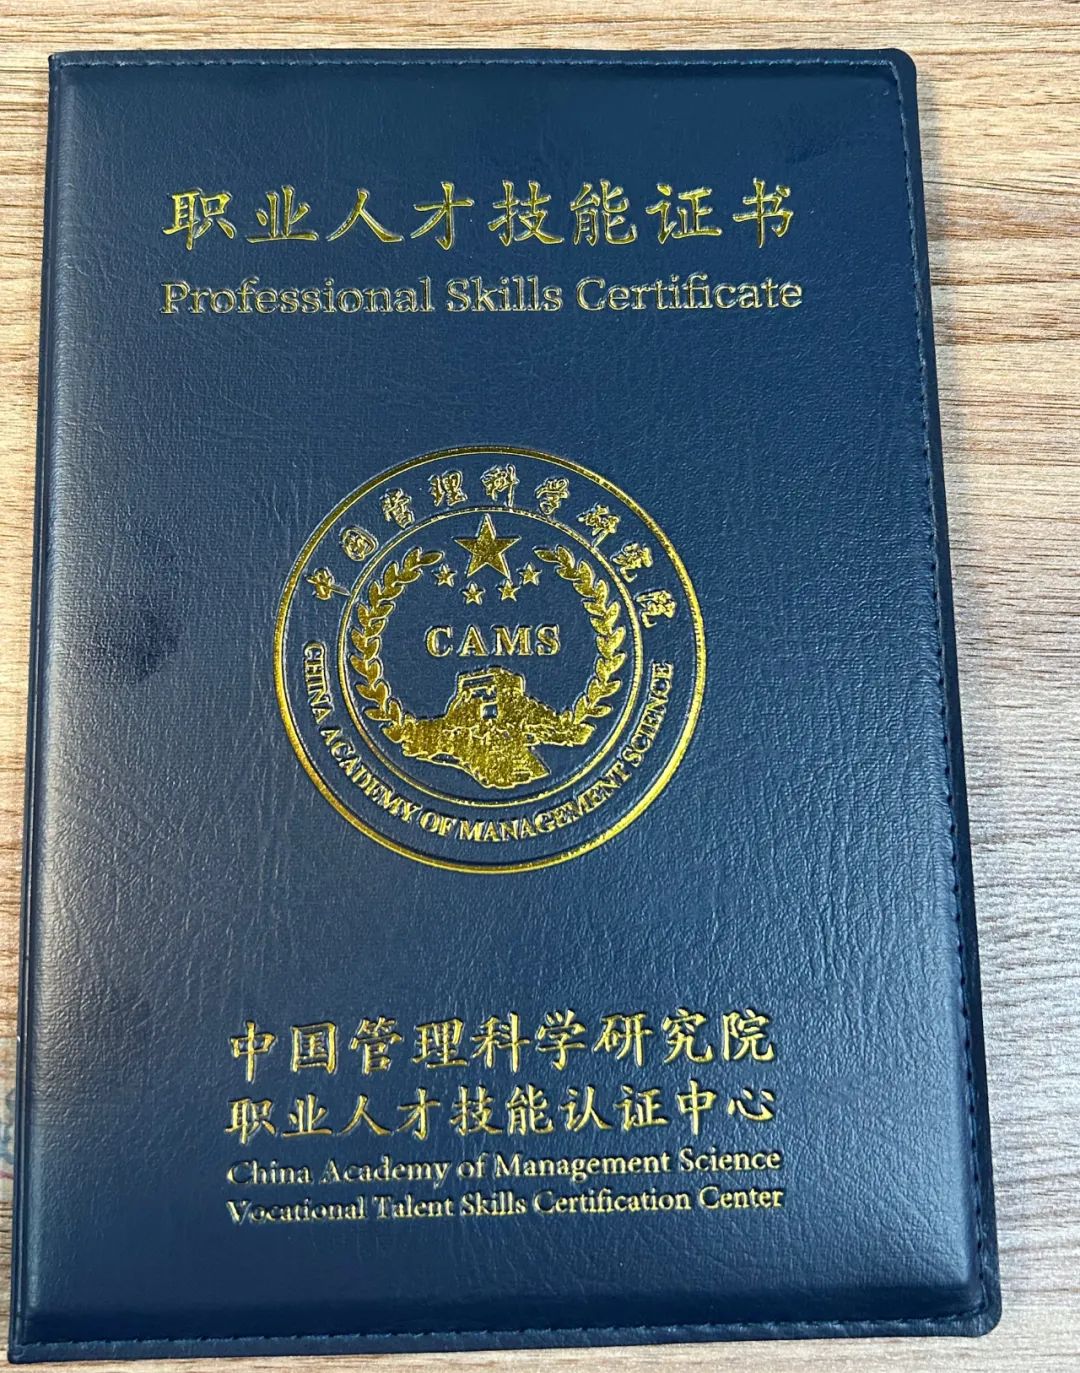 职业人才技能证书
Professional Skills Certificate
中国管理科学研究院
CAMS
CHINA ACADEMY OF MANAGEMENT SCIENCE
中国管理科学研究院
职业人才技能认证中心
China Academy of Management Science
Vocational Talent Skills Certification Center